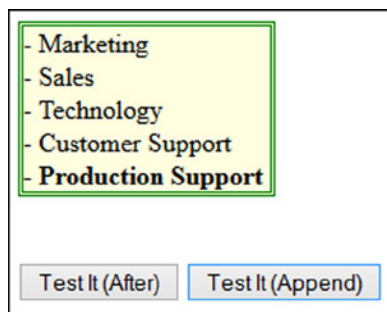 - Marketing
- Sales
- Technology
- Customer Support
- Production Support
Test It (After) Test It (Append)